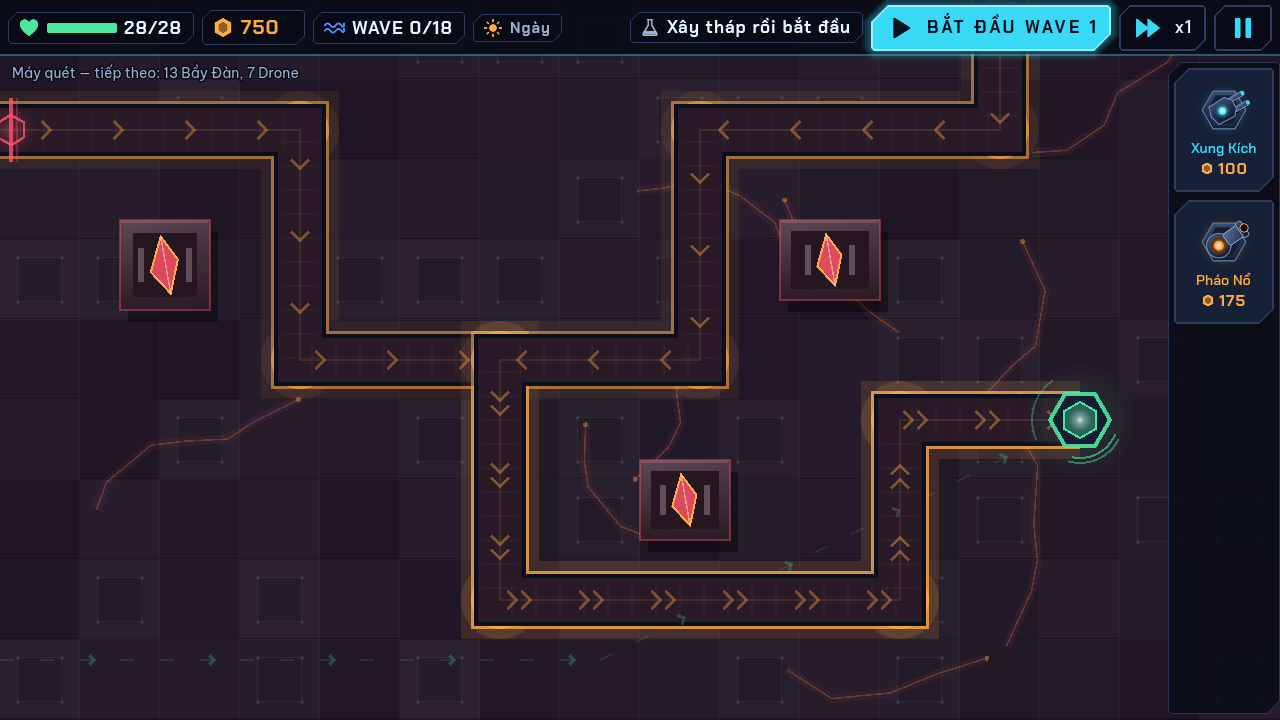 28/28
750
WAVE 0/18
Ngày
Xây tháp rồi bắt đầu
BẮT ĐẦU WAVE 1
x1
Máy quét — tiếp theo: 13 Bầy Đàn, 7 Drone
Xung Kích
100
Pháo Nổ
175